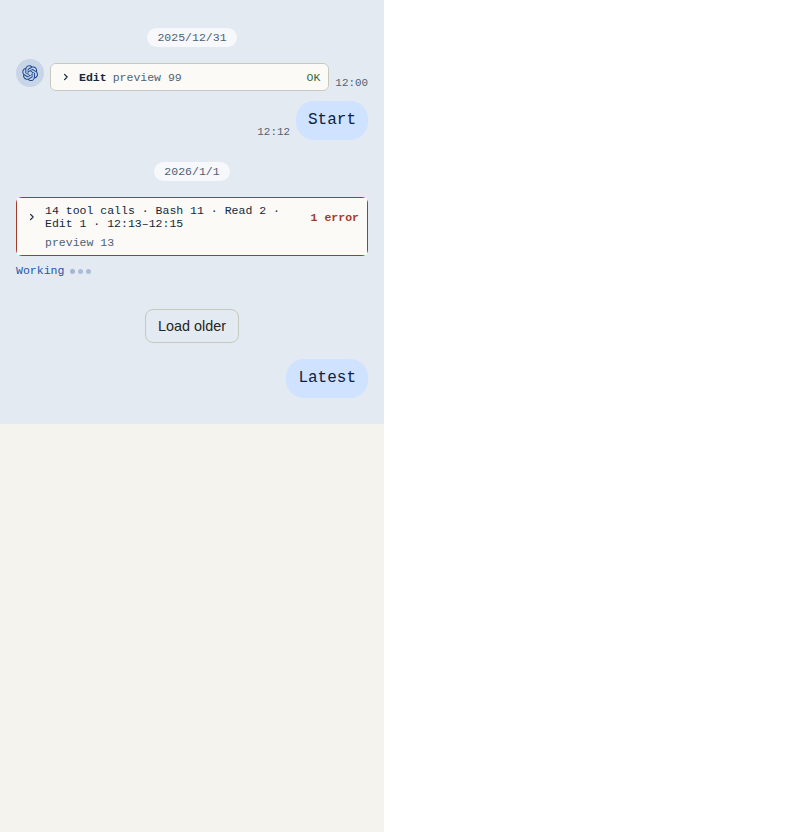 2025/12/31
Edit preview 99 OK
12:00
Start
12:12
2026/1/1
14 tool calls · Bash 11 · Read 2 ·
Edit 1 · 12:13–12:15
1 error
preview 13
Working
Load older
Latest